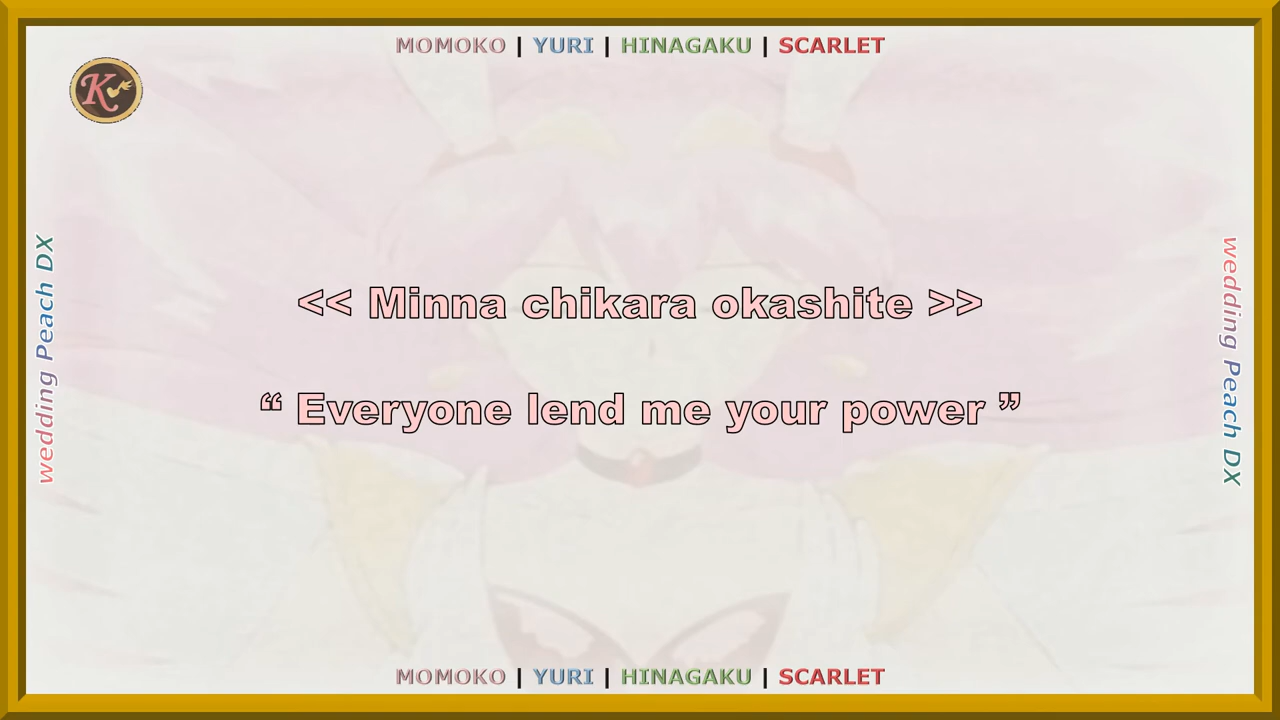 MOMOKO | YURI | HINAGAKU | SCARLET
K
wedding Peach DX
wedding Peach DX
<< Minna chikara okashite >>
“ Everyone lend me your power ”
MOMOKO | YURI | HINAGAKU | SCARLET